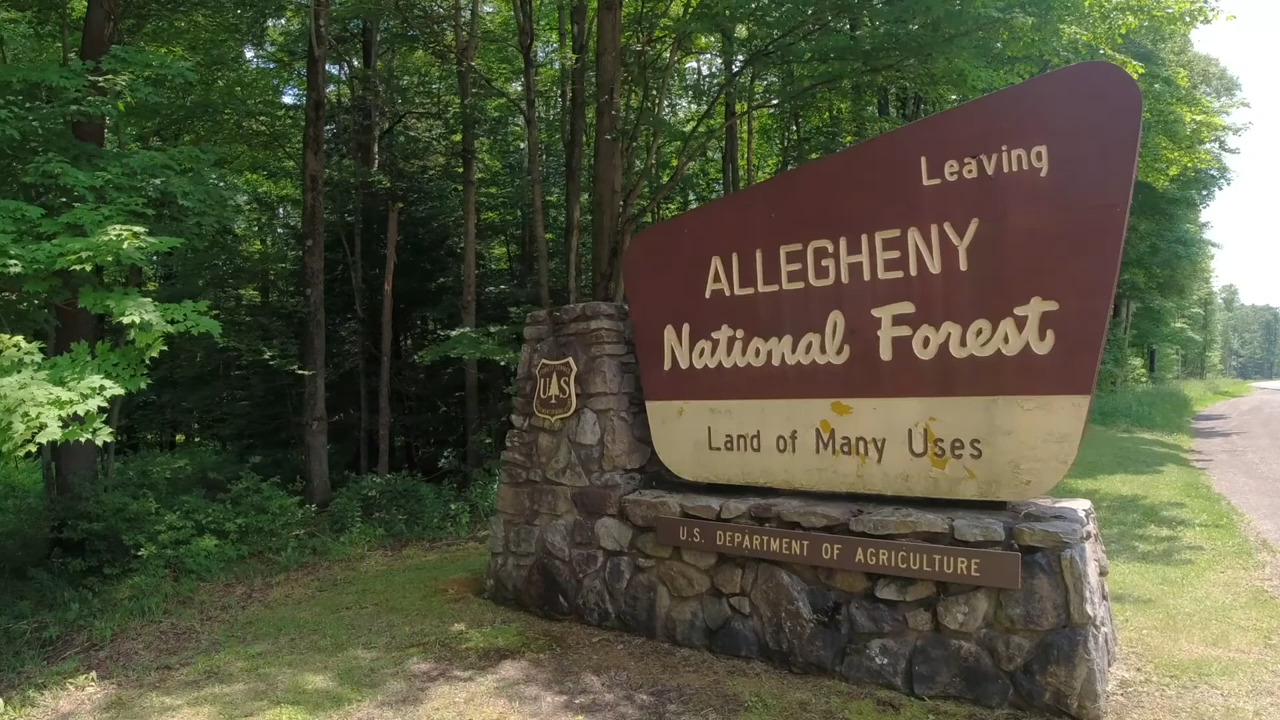 Leaving
ALLEGHENY
National Forest
Land of Many Uses
U S
U.S. DEPARTMENT OF AGRICULTURE